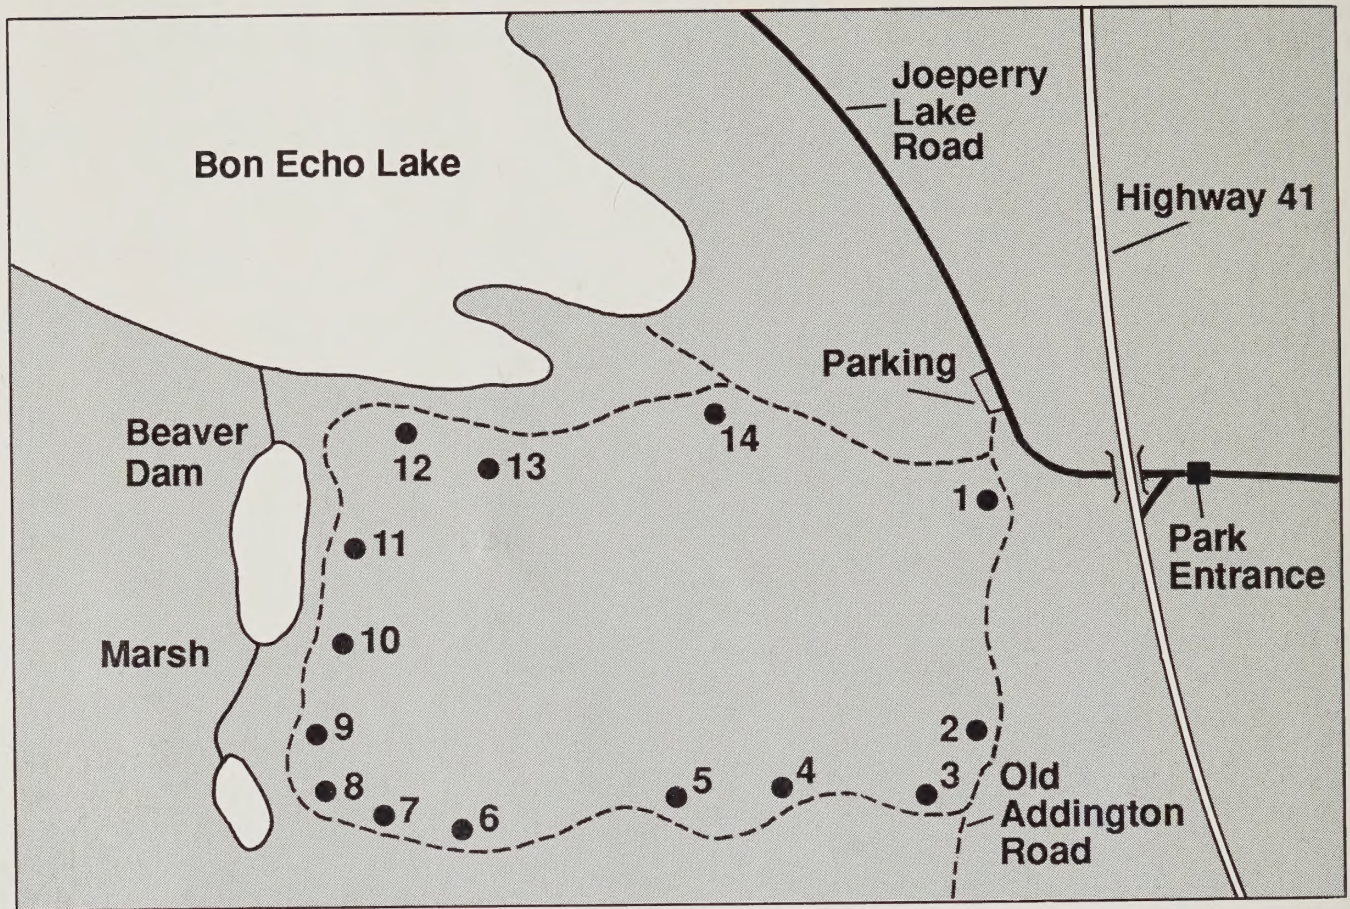 Joeperry
Lake
Road
Bon Echo Lake
Highway 41
Parking
Beaver
Dam
14
12
13
1
11
Park
Entrance
10
Marsh
9
2
8
7
6
5
4
3
Old
Addington
Road